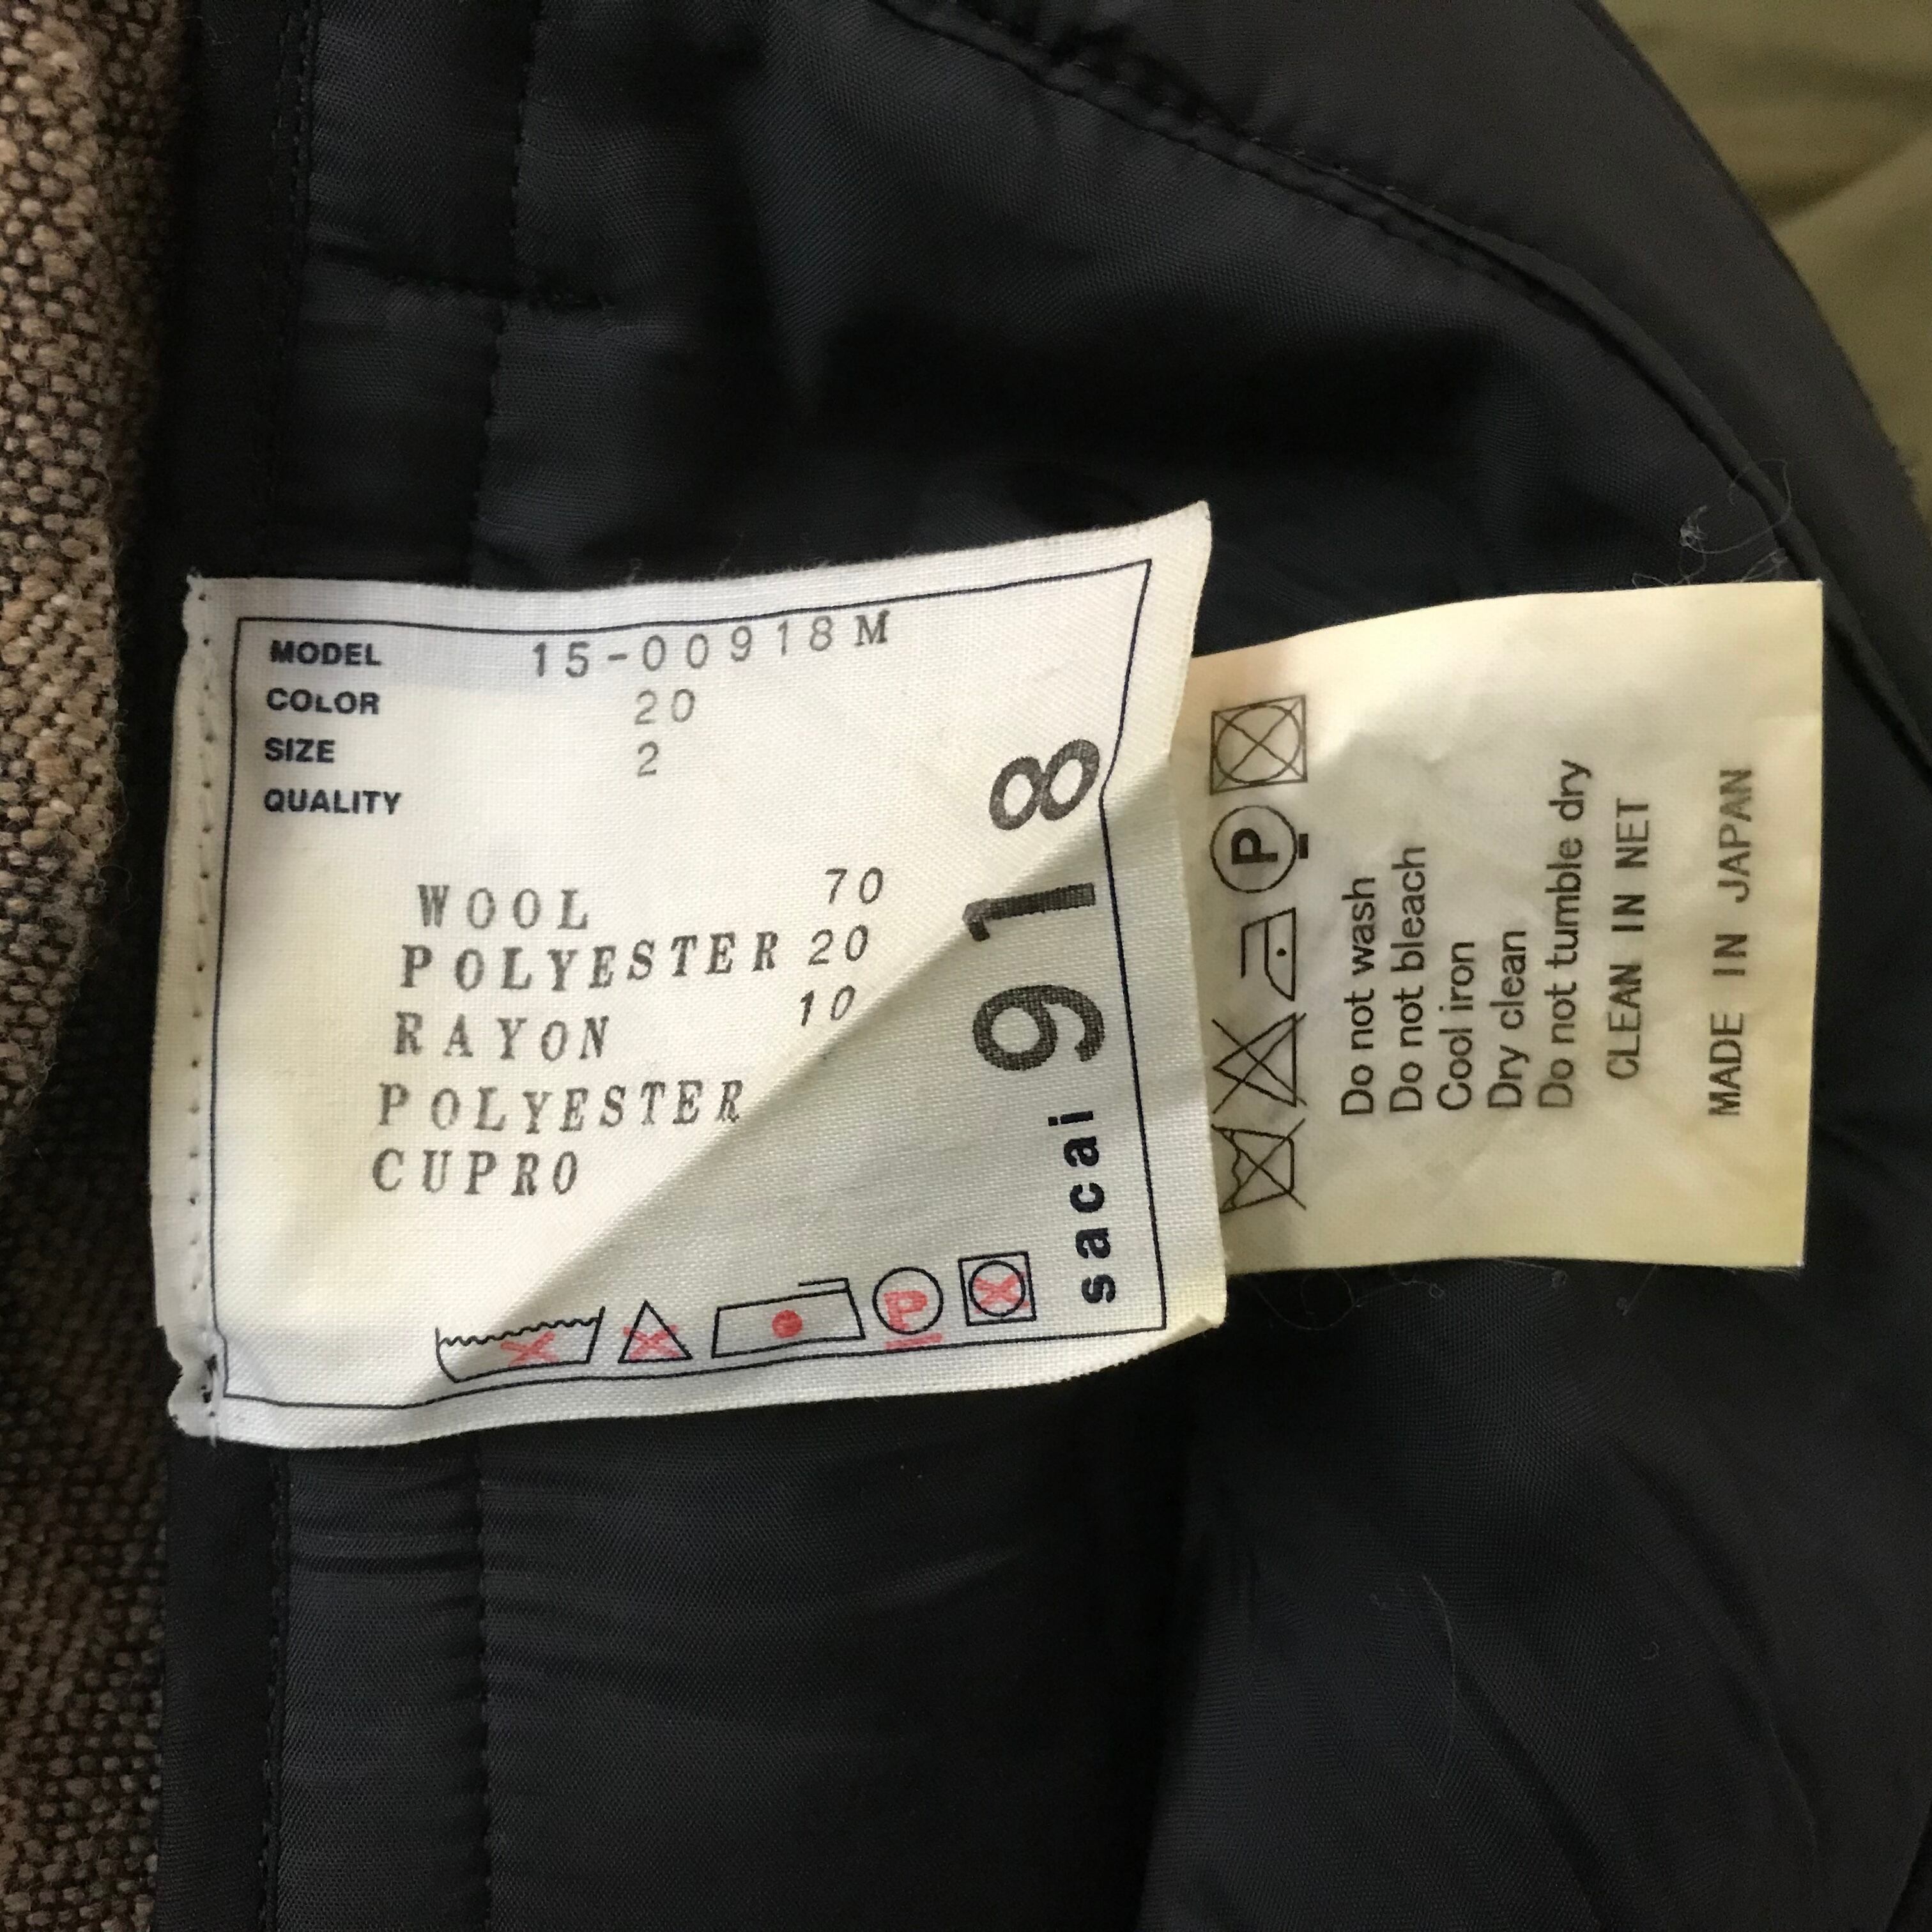 MODEL 15-00918M
COLOR 20
SIZE 2
QUALITY
WOOL 70
POLYESTER 20
RAYON 10
POLYESTER
CUPRO
P
sacai 918
P
Do not wash
Do not bleach
Cool iron
Dry clean
Do not tumble dry
CLEAN IN NET
MADE IN JAPAN